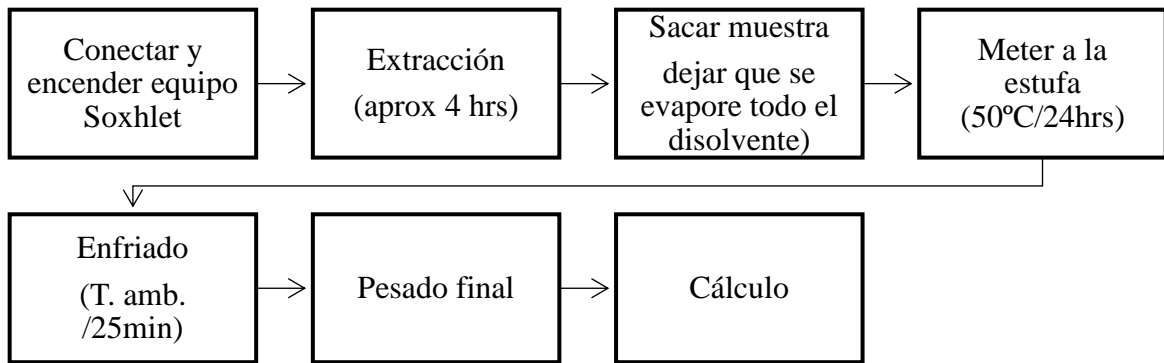 Conectar y
encender equipo
Soxhlet
Extracción
(aprox 4 hrs)
Sacar muestra
dejar que se
evapore todo el
disolvente)
Meter a la
estufa
(50ºC/24hrs)
Enfriado
(T. amb.
/25min)
Pesado final
Cálculo